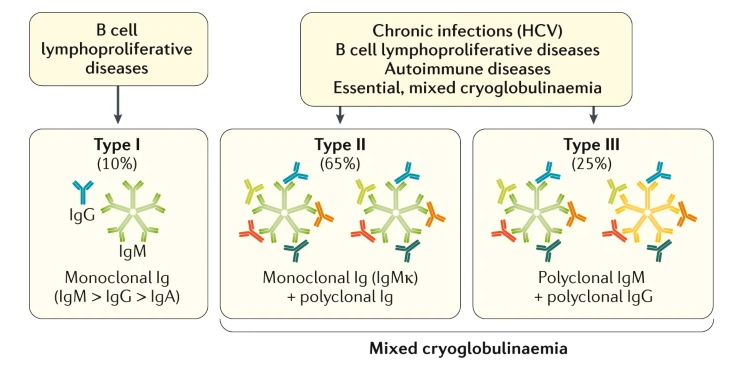 B cell
lymphoproliferative
diseases
Chronic infections (HCV)
B cell lymphoproliferative diseases
Autoimmune diseases
Essential, mixed cryoglobulinaemia
Type I
(10%)
IgG
IgM
Monoclonal Ig
(IgM > IgG > IgA)
Type II
(65%)
Monoclonal Ig (IgMκ)
+ polyclonal Ig
Type III
(25%)
Polyclonal IgM
+ polyclonal IgG
Mixed cryoglobulinaemia